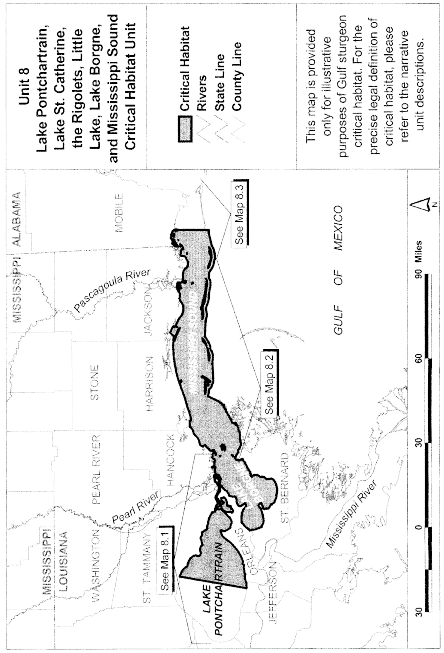 Unit 8
Lake Pontchartrain,
Lake St. Catherine,
the Rigolets, Little
Lake, Lake Borgne,
and Mississippi Sound
Critical Habitat Unit
Critical Habitat
Rivers
State Line
County Line
This map is provided
only for illustrative
purposes of Gulf sturgeon
critical habitat. For the
precise legal definition of
critical habitat, please
refer to the narrative
unit descriptions.
MISSISSIPPI
LOUISIANA
MISSISSIPPI
ALABAMA
WASHINGTON
PEARL RIVER
STONE
MOBILE
Pearl River
Pascagoula River
ST. TAMMANY
HANCOCK
HARRISON
JACKSON
See Map 8.1
See Map 8.2
See Map 8.3
LAKE
PONTCHARTRAIN
ORLEANS
JEFFERSON
ST. BERNARD
Mississippi River
GULF OF MEXICO
30
0
30
60
90 Miles
N